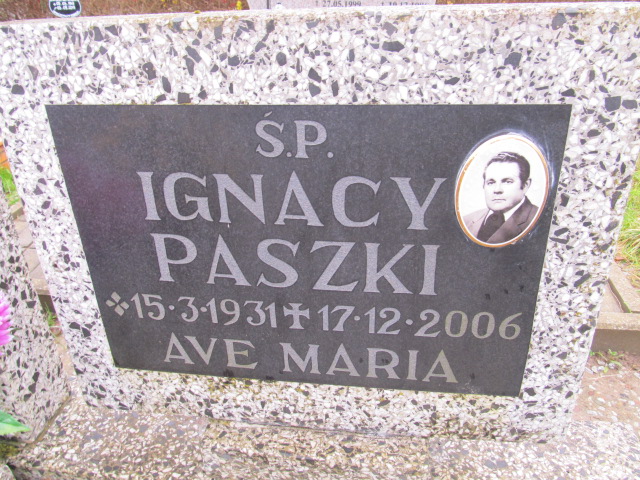 Ś.P.
IGNACY
PASZKI
15·3·1931 17·12·2006
AVE MARIA